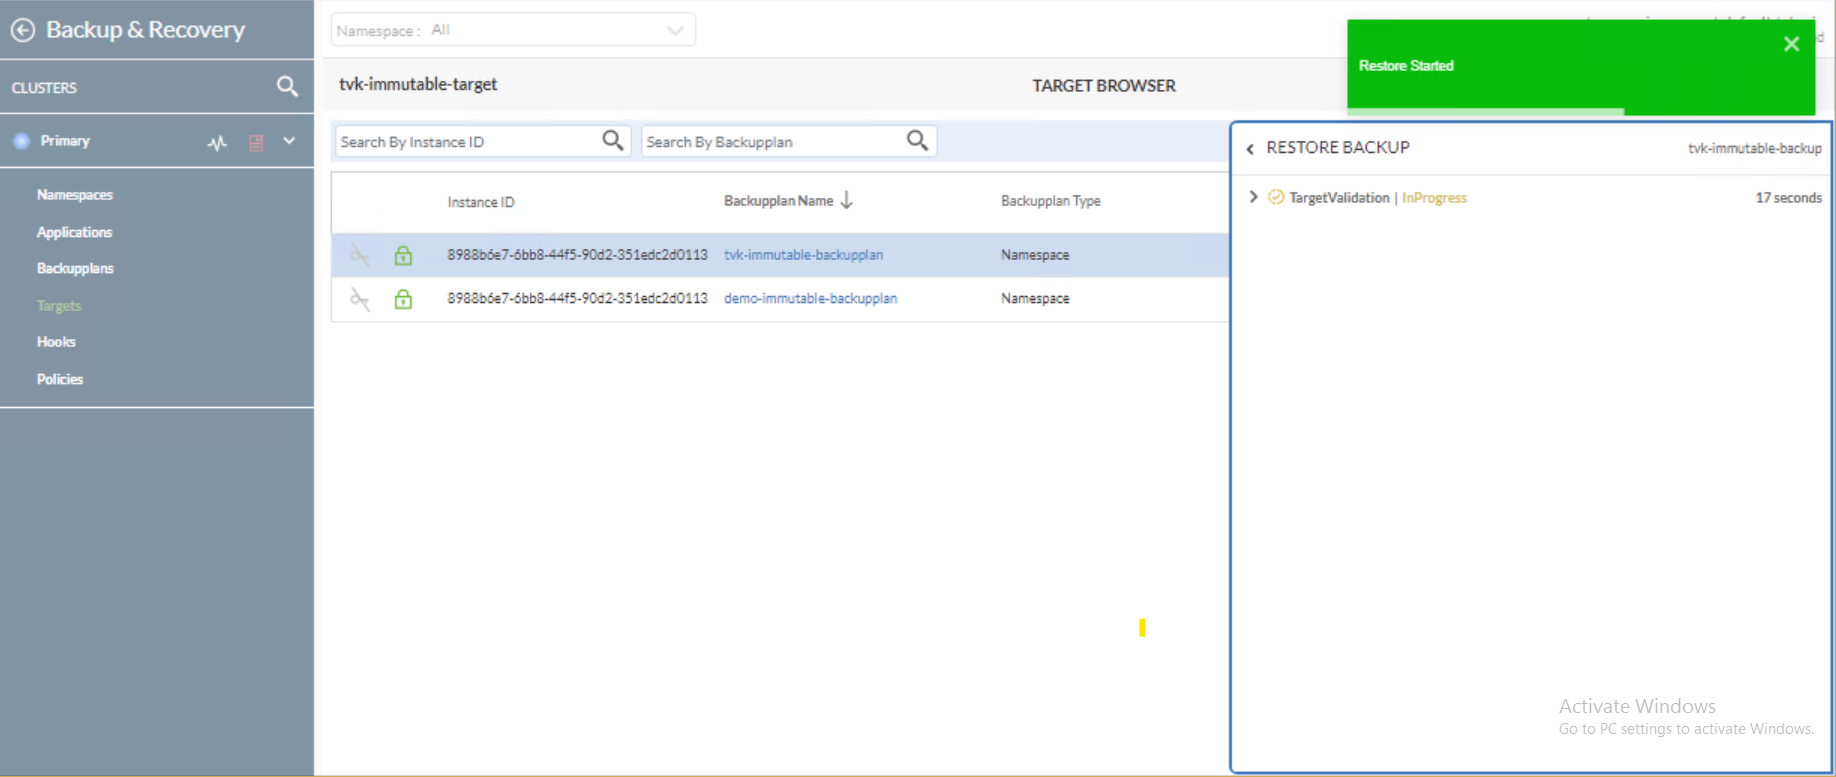 Backup & Recovery
CLUSTERS
Primary
Namespaces
Applications
Backupplans
Targets
Hooks
Policies
Namespace : All
tvk-immutable-target
TARGET BROWSER
Restore Started
Search By Instance ID
Search By Backupplan
Instance ID Backupplan Name Backupplan Type
8988b6e7-6bb8-44f5-90d2-351edc2d0113 tvk-immutable-backupplan Namespace
8988b6e7-6bb8-44f5-90d2-351edc2d0113 demo-immutable-backupplan Namespace
RESTORE BACKUP tvk-immutable-backup
TargetValidation | InProgress 17 seconds
Activate Windows
Go to PC settings to activate Windows.